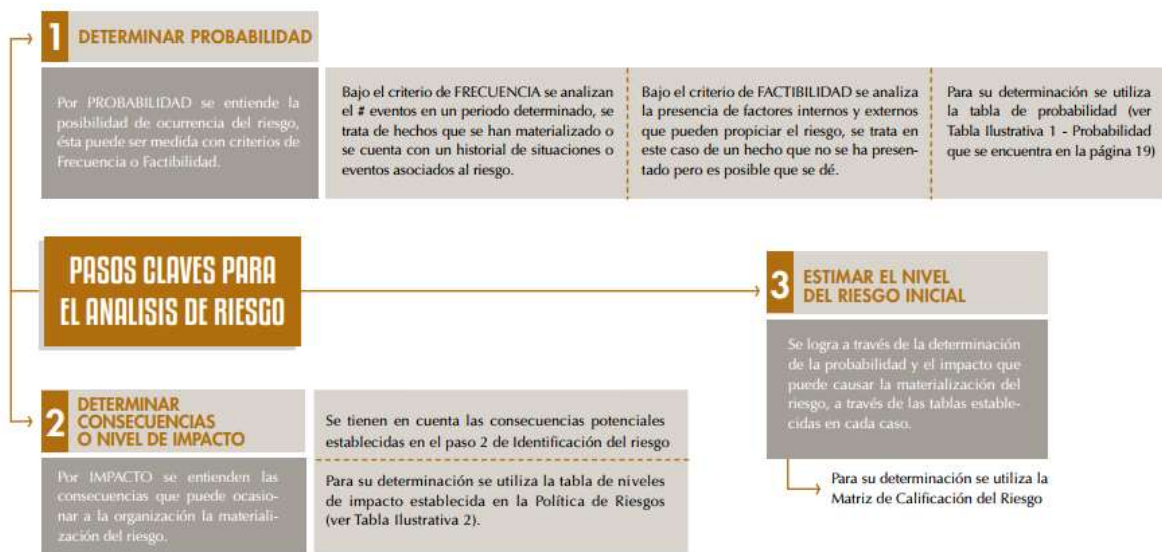 1 DETERMINAR PROBABILIDAD
Por PROBABILIDAD se entiende la
posibilidad de ocurrencia del riesgo,
ésta puede ser medida con criterios de
Frecuencia o Factibilidad.
Bajo el criterio de FRECUENCIA se analizan
el # eventos en un periodo determinado, se
trata de hechos que se han materializado o
se cuenta con un historial de situaciones o
eventos asociados al riesgo.
Bajo el criterio de FACTIBILIDAD se analiza
la presencia de factores internos y externos
que pueden propiciar el riesgo, se trata en
este caso de un hecho que no se ha presen-
tado pero es posible que se dé.
Para su determinación se utiliza
la tabla de probabilidad (ver
Tabla Ilustrativa 1 - Probabilidad
que se encuentra en la página 19)
PASOS CLAVES PARA
EL ANALISIS DE RIESGO
2 DETERMINAR
CONSECUENCIAS
O NIVEL DE IMPACTO
Por IMPACTO se entienden las
consecuencias que puede ocasio-
nar a la organización la materiali-
zación del riesgo.
Se tienen en cuenta las consecuencias potenciales
establecidas en el paso 2 de Identificación del riesgo
Para su determinación se utiliza la tabla de niveles
de impacto establecida en la Política de Riesgos
(ver Tabla Ilustrativa 2).
3 ESTIMAR EL NIVEL
DEL RIESGO INICIAL
Se logra a través de la determinación
de la probabilidad y el impacto que
puede causar la materialización del
riesgo, a través de las tablas estable-
cidas en cada caso.
Para su determinación se utiliza la
Matriz de Calificación del Riesgo